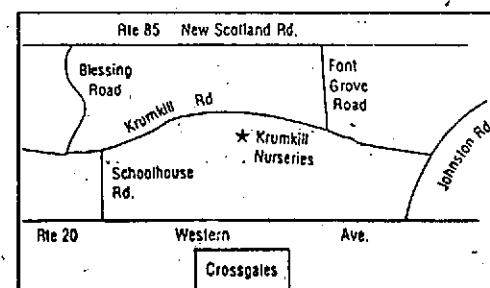 Rte 85 New Scotland Rd.
Blessing
Road
Font
Grove
Road
Krumkill Rd
★ Krumkill
Nurseries
Johnston Rd.
Schoolhouse
Rd.
Rte 20 Western Ave.
Crossgates